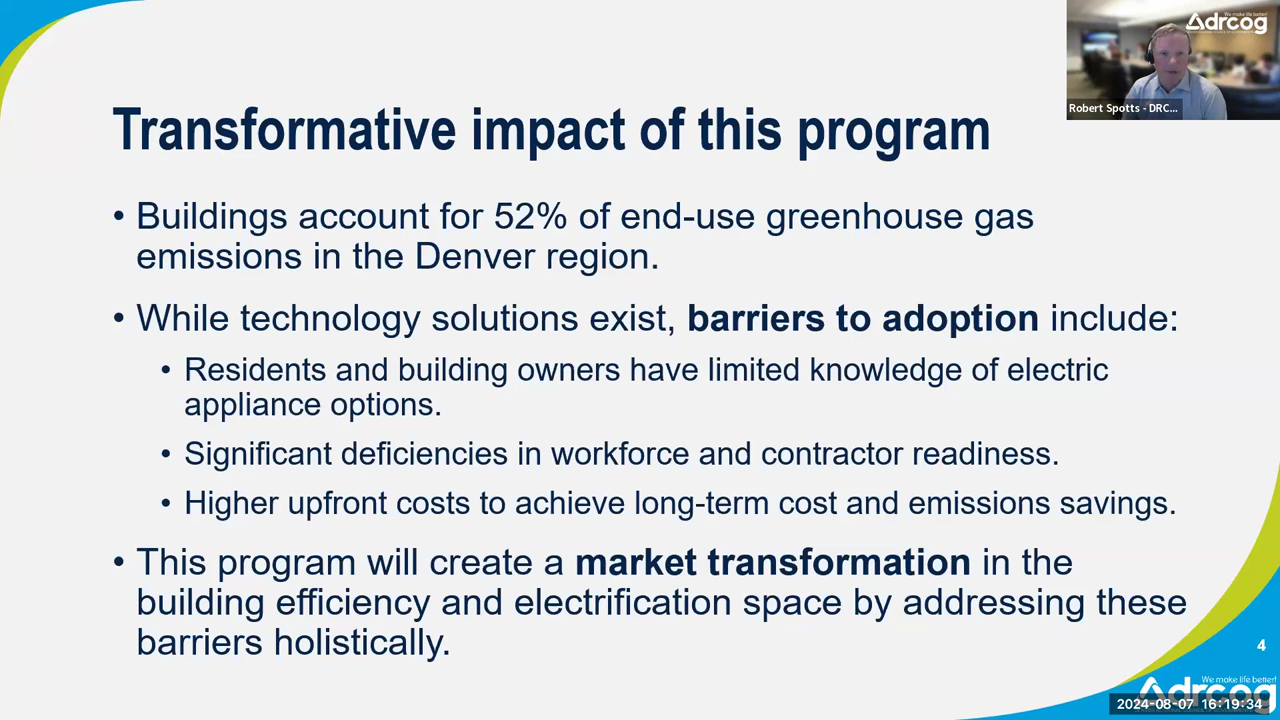 We make life better!
drcog
Robert Spotts - DRC...
Transformative impact of this program
• Buildings account for 52% of end-use greenhouse gas
emissions in the Denver region.
• While technology solutions exist, barriers to adoption include:
• Residents and building owners have limited knowledge of electric
appliance options.
• Significant deficiencies in workforce and contractor readiness.
• Higher upfront costs to achieve long-term cost and emissions savings.
• This program will create a market transformation in the
building efficiency and electrification space by addressing these
barriers holistically.
4
We make life better!
drcog
2024-08-07 16:19:34